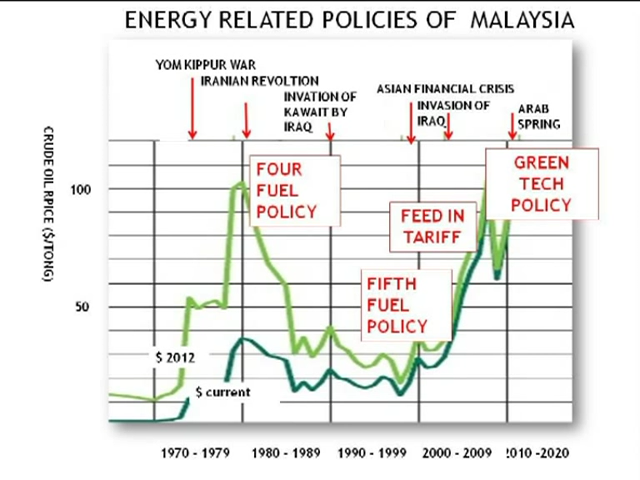 ENERGY RELATED POLICIES OF MALAYSIA
YOM KIPPUR WAR
IRANIAN REVOLTION
INVATION OF
KAWAIT BY
IRAQ
ASIAN FINANCIAL CRISIS
INVASION OF
IRAQ
ARAB
SPRING
CRUDE OIL RPICE ($/TONG)
100
50
FOUR
FUEL
POLICY
FEED IN
TARIFF
GREEN
TECH
POLICY
FIFTH
FUEL
POLICY
$ 2012
$ current
1970 - 1979
1980 - 1989
1990 - 1999
2000 - 2009
2010 -2020